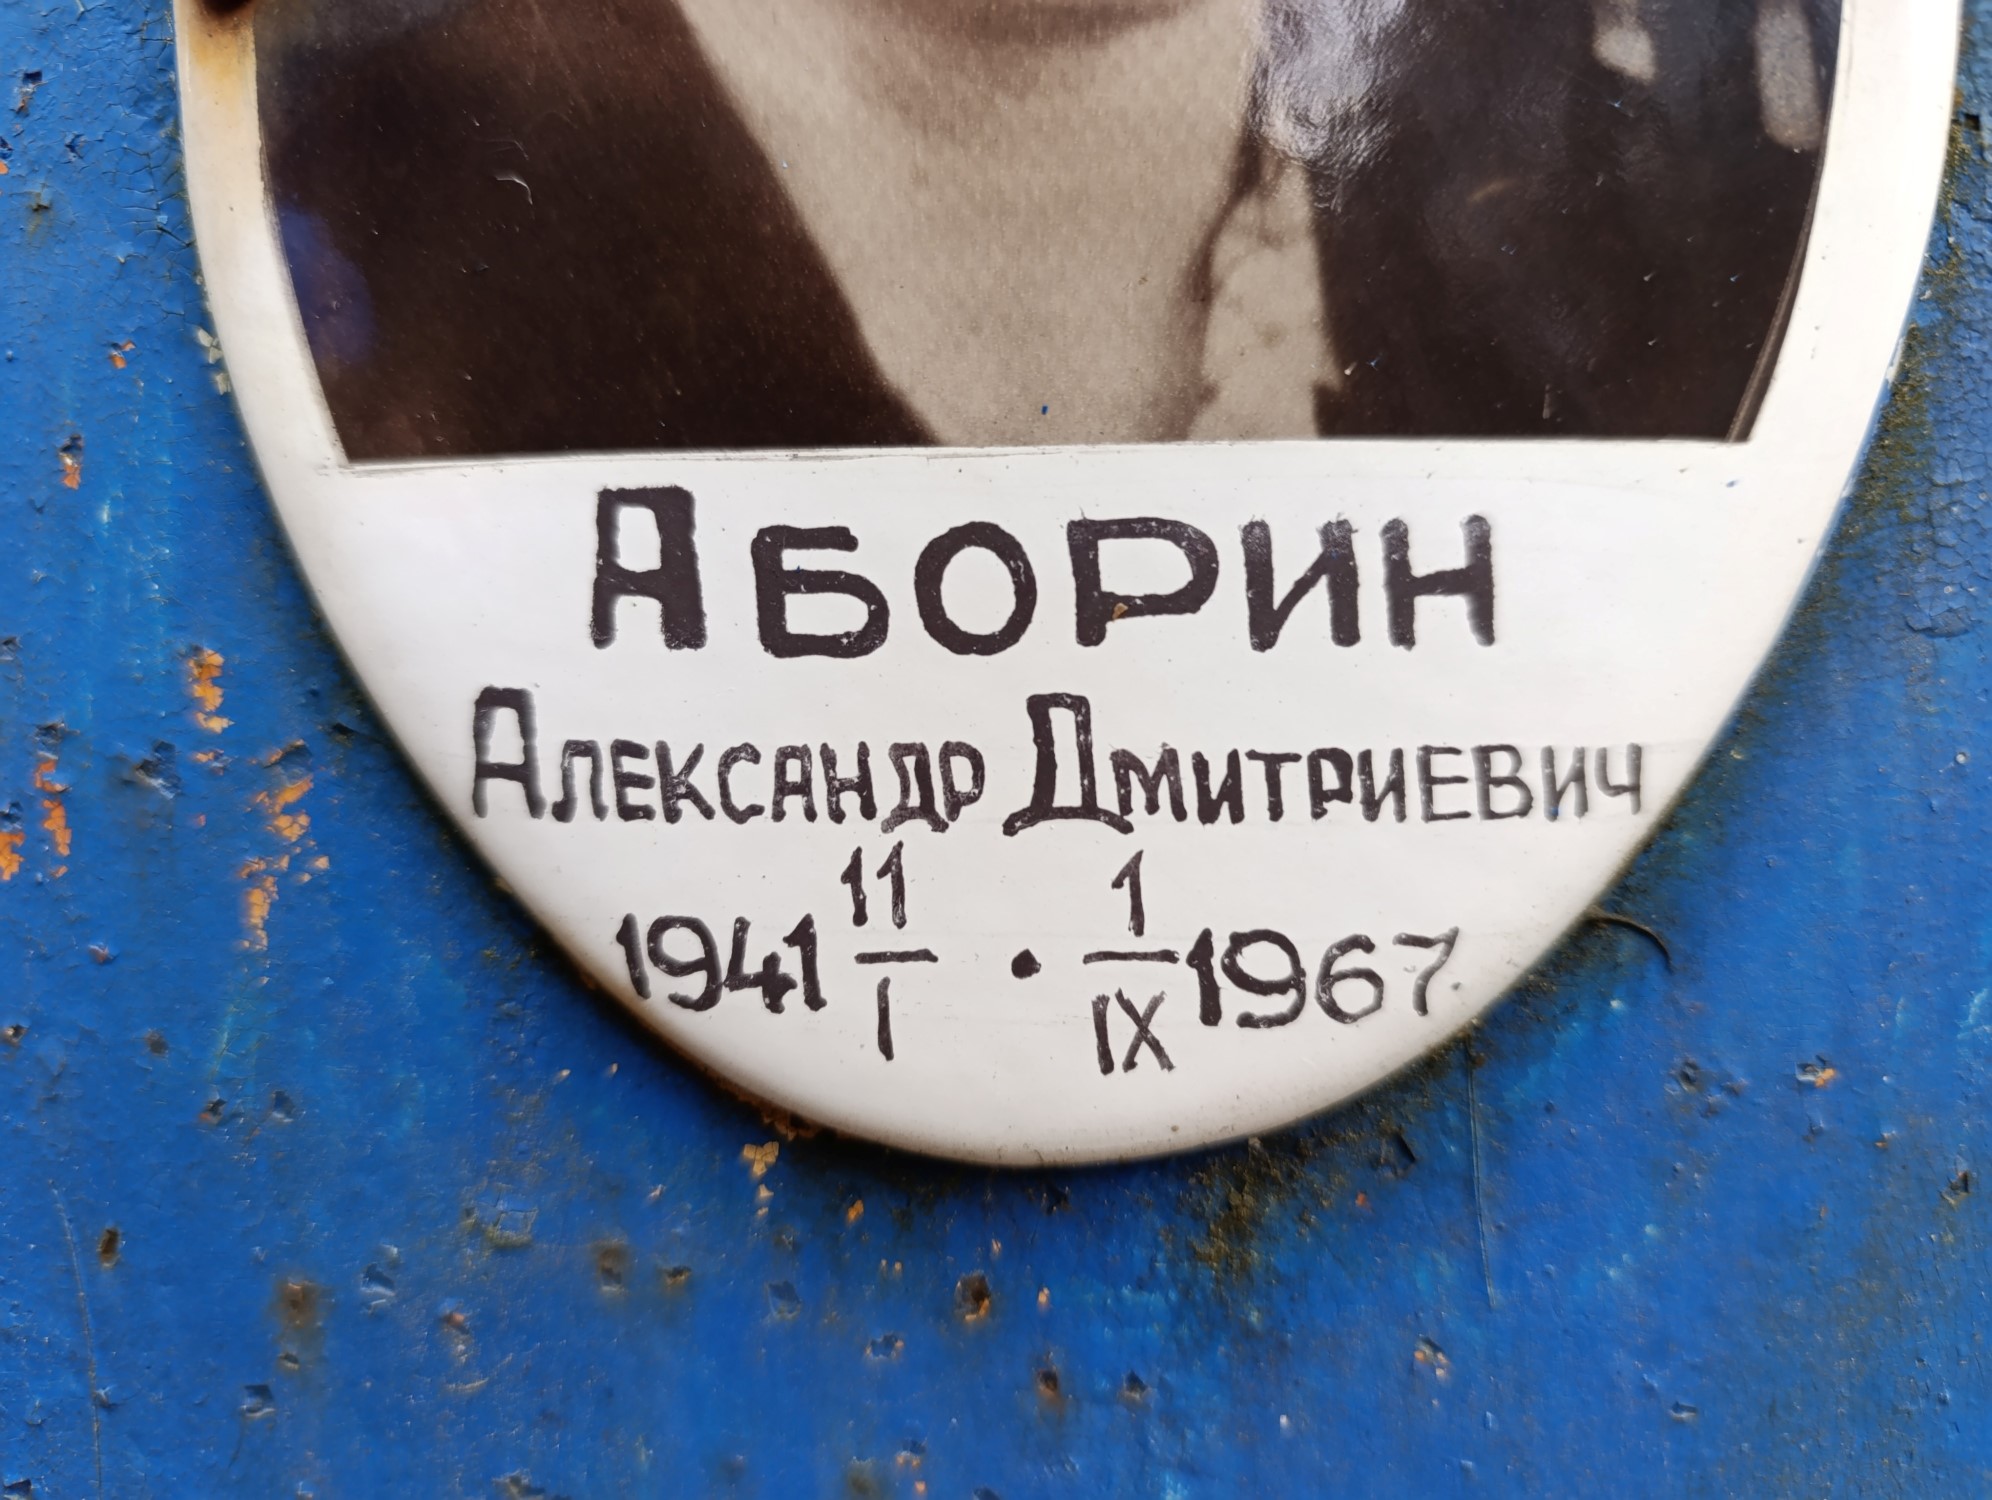 АБОРИН
АЛЕКСАНДР ДМИТРИЕВИЧ
1941 11/I • 1/IX 1967.